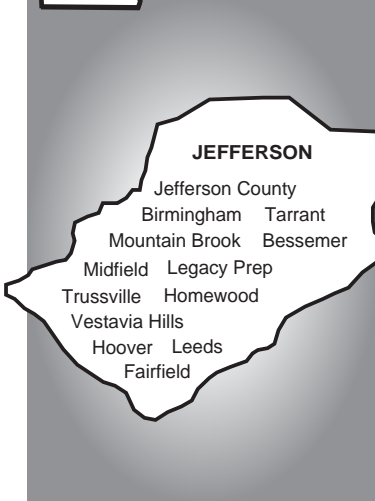 JEFFERSON
Jefferson County
Birmingham Tarrant
Mountain Brook Bessemer
Midfield Legacy Prep
Trussville Homewood
Vestavia Hills
Hoover Leeds
Fairfield